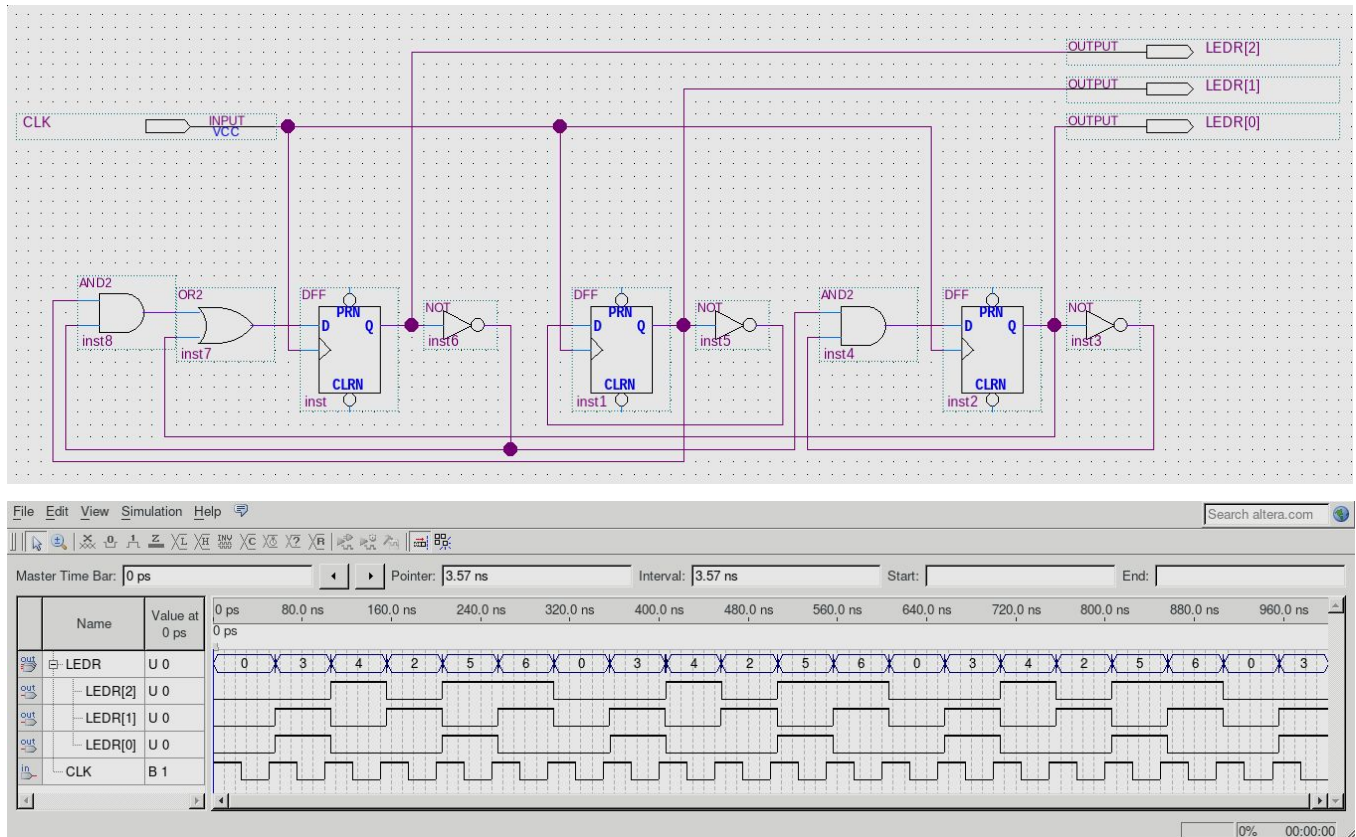 OUTPUT LEDR[2]
OUTPUT LEDR[1]
CLK INPUT VCC OUTPUT LEDR[0]
AND2 OR2 DFF NOT DFF NOT AND2 DFF NOT
PRN PRN PRN
D Q D Q D Q
inst8 inst7 inst6 inst5 inst4 inst3
CLRN CLRN CLRN
inst inst1 inst2
File Edit View Simulation Help Search altera.com
Master Time Bar: 0 ps Pointer: 3.57 ns Interval: 3.57 ns Start: End:
Name Value at 0 ps 0 ps 80.0 ns 160.0 ns 240.0 ns 320.0 ns 400.0 ns 480.0 ns 560.0 ns 640.0 ns 720.0 ns 800.0 ns 880.0 ns 960.0 ns
0 ps
LEDR U 0 0 3 4 2 5 6 0 3 4 2 5 6 0 3 4 2 5 6 0 3
LEDR[2] U 0
LEDR[1] U 0
LEDR[0] U 0
CLK B 1
0% 00:00:00